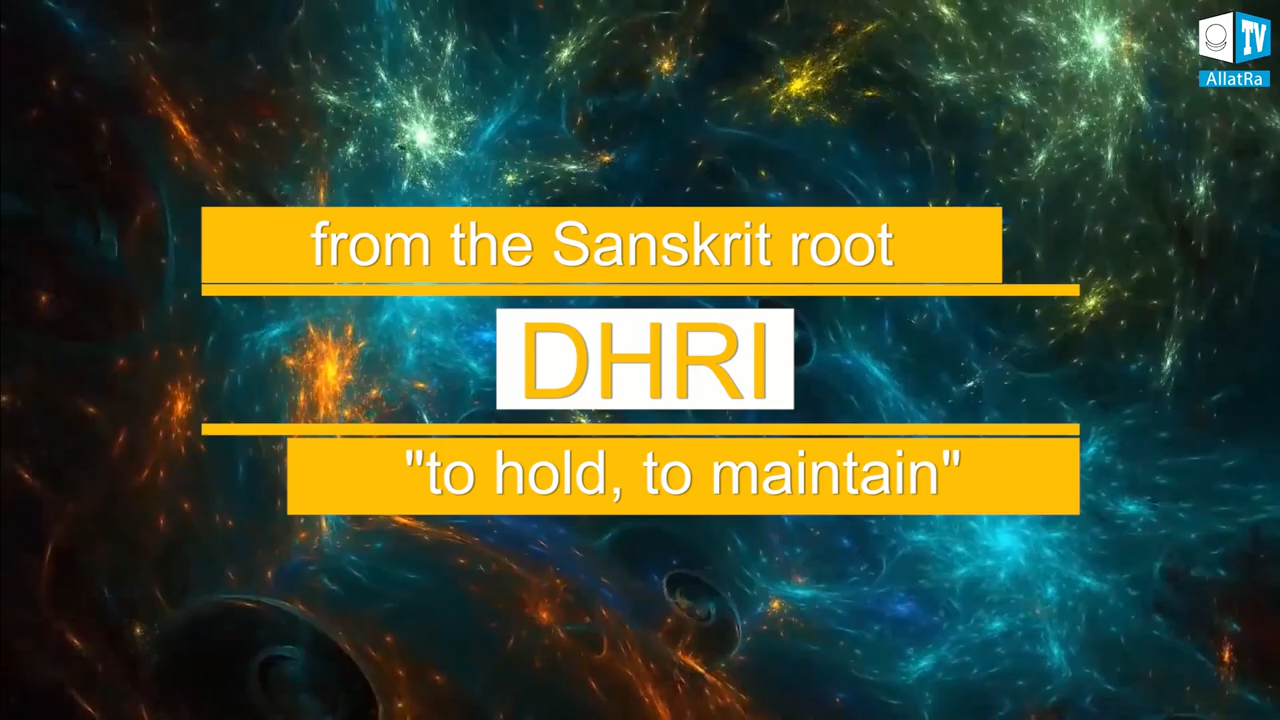 TV
AllatRa
from the Sanskrit root
DHRI
"to hold, to maintain"